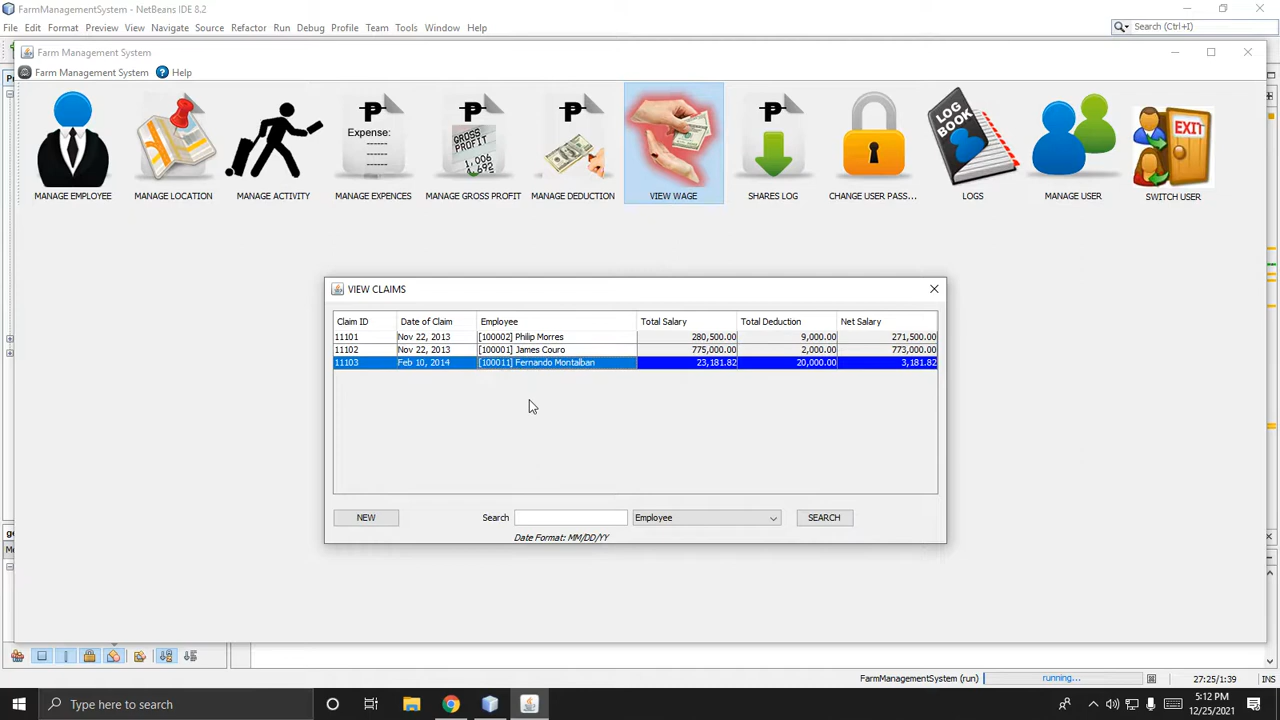 FarmManagementSystem - NetBeans IDE 8.2
File Edit Format Preview View Navigate Source Refactor Run Debug Profile Team Tools Window Help
Search (Ctrl+I)
Farm Management System
Farm Management System Help
Expense:
GROSS
PROFIT
LOG
BOOK
EXIT
MANAGE EMPLOYEE MANAGE LOCATION MANAGE ACTIVITY MANAGE EXPENCES MANAGE GROSS PROFIT MANAGE DEDUCTION VIEW WAGE SHARES LOG CHANGE USER PASS... LOGS MANAGE USER SWITCH USER
VIEW CLAIMS
Claim ID Date of Claim Employee Total Salary Total Deduction Net Salary
11101 Nov 22, 2013 [100002] Philip Morres 280,500.00 9,000.00 271,500.00
11102 Nov 22, 2013 [100001] James Couro 775,000.00 2,000.00 773,000.00
11103 Feb 10, 2014 [100011] Fernando Montalban 23,181.82 20,000.00 3,181.82
NEW Search Employee SEARCH
Date Format: MM/DD/YY
FarmManagementSystem (run) running... 27:25/1:39 INS
Type here to search
5:12 PM
12/25/2021